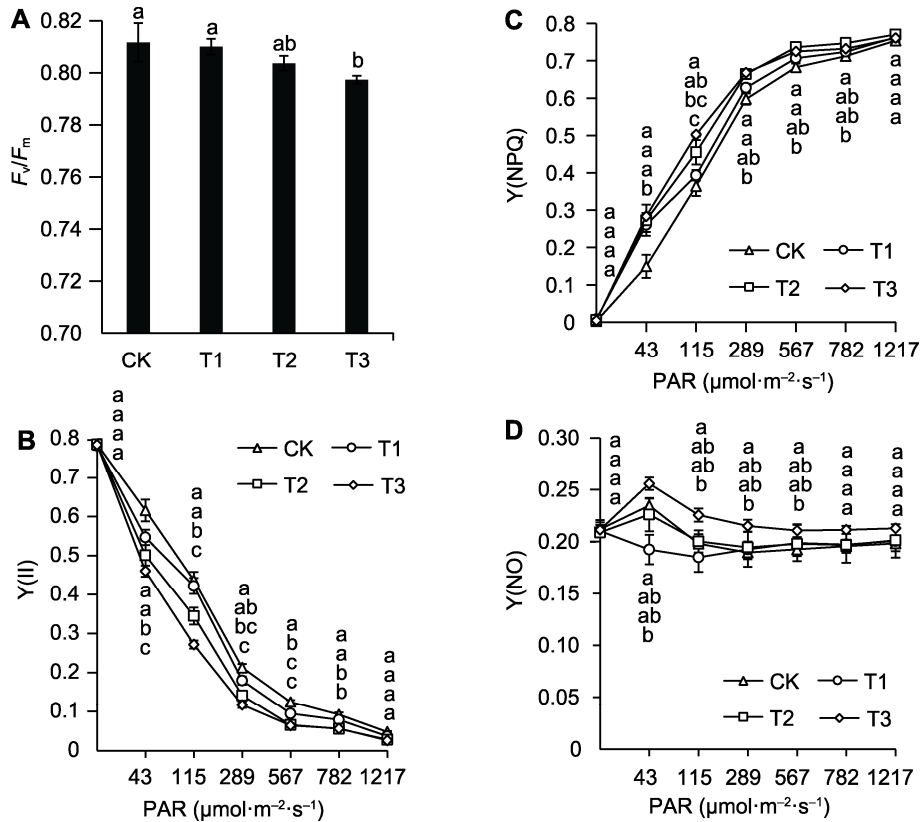 A
0.82
0.80
0.78
0.76
0.74
0.72
0.70
Fv/Fm
a
a
ab
b
CK
T1
T2
T3
C
0.8
0.7
0.6
0.5
0.4
0.3
0.2
0.1
0
Y(NPQ)
a
a
a
a
a
a
a
b
a
ab
bc
c
a
a
ab
b
a
a
ab
b
a
ab
ab
b
a
a
a
a
CK
T1
T2
T3
43
115
289
567
782
1217
PAR (μmol·m⁻²·s⁻¹)
B
0.8
0.7
0.6
0.5
0.4
0.3
0.2
0.1
0
Y(II)
a
a
a
a
a
a
b
c
a
a
b
c
a
ab
bc
c
a
b
c
c
a
a
b
b
a
a
a
a
CK
T1
T2
T3
43
115
289
567
782
1217
PAR (μmol·m⁻²·s⁻¹)
D
0.30
0.25
0.20
0.15
0.10
0.05
0
Y(NO)
a
a
a
a
a
ab
ab
b
a
ab
ab
b
a
ab
ab
b
a
ab
ab
b
a
a
a
a
a
a
a
a
CK
T1
T2
T3
43
115
289
567
782
1217
PAR (μmol·m⁻²·s⁻¹)